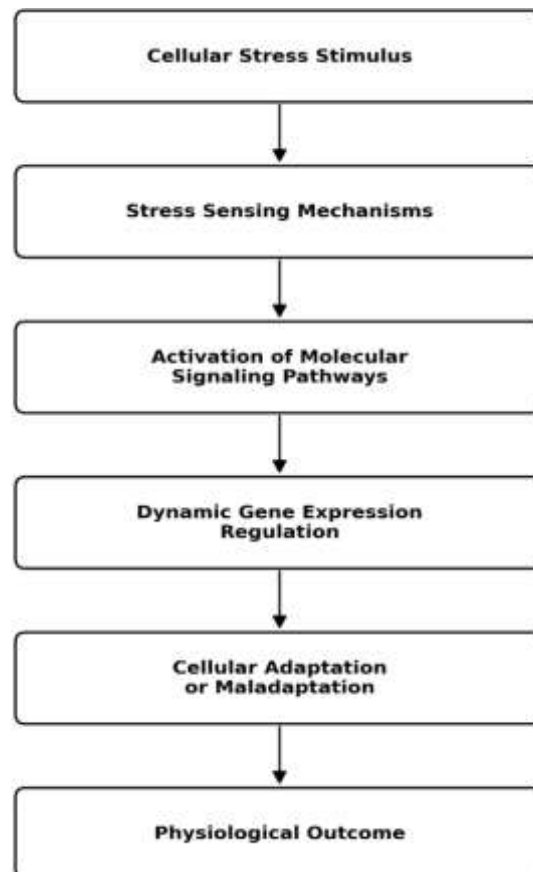 Cellular Stress Stimulus
Stress Sensing Mechanisms
Activation of Molecular
Signaling Pathways
Dynamic Gene Expression
Regulation
Cellular Adaptation
or Maladaptation
Physiological Outcome